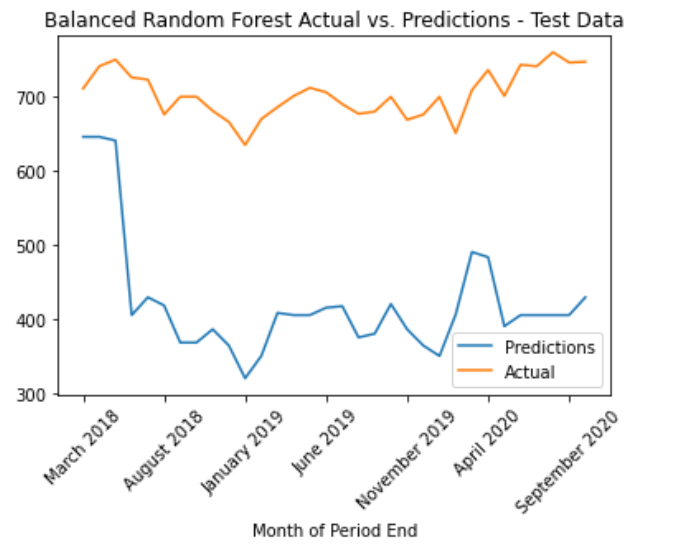 Balanced Random Forest Actual vs. Predictions - Test Data
700
600
500
400
300
Predictions
Actual
March 2018
August 2018
January 2019
June 2019
November 2019
April 2020
September 2020
Month of Period End